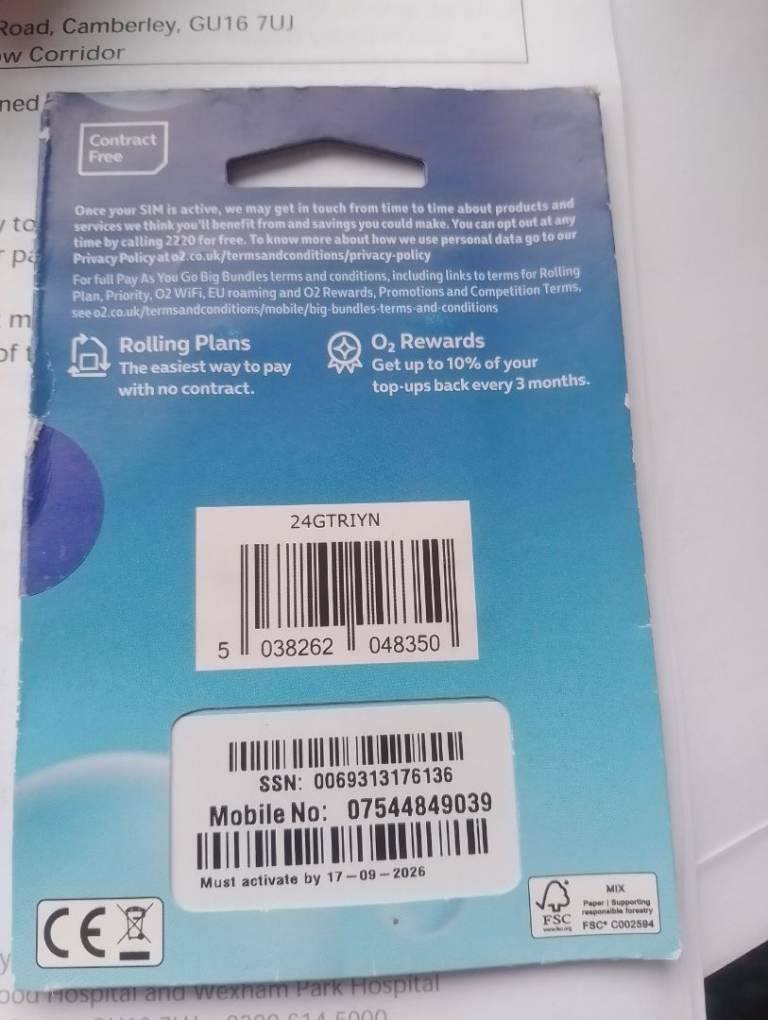 Road, Camberley, GU16 7UJ
w Corridor
ned
Contract
Free
Once your SIM is active, we may get in touch from time to time about products and
services we think you'll benefit from and savings you could make. You can opt out at any
time by calling 2220 for free. To know more about how we use personal data go to our
Privacy Policy at o2.co.uk/termsandconditions/privacy-policy
For full Pay As You Go Big Bundles terms and conditions, including links to terms for Rolling
Plan, Priority, O2 WiFi, EU roaming and O2 Rewards, Promotions and Competition Terms,
see o2.co.uk/termsandconditions/mobile/big-bundles-terms-and-conditions
y to
pa
m
of t
Rolling Plans
The easiest way to pay
with no contract.
O2 Rewards
Get up to 10% of your
top-ups back every 3 months.
24GTRIYN
5 038262 048350
SSN: 0069313176136
Mobile No: 07544849039
Must activate by 17-09-2026
CE
FSC
www.fsc.org
MIX
Paper | Supporting
responsible forestry
FSC® C002594
y
ood Hospital and Wexham Park Hospital